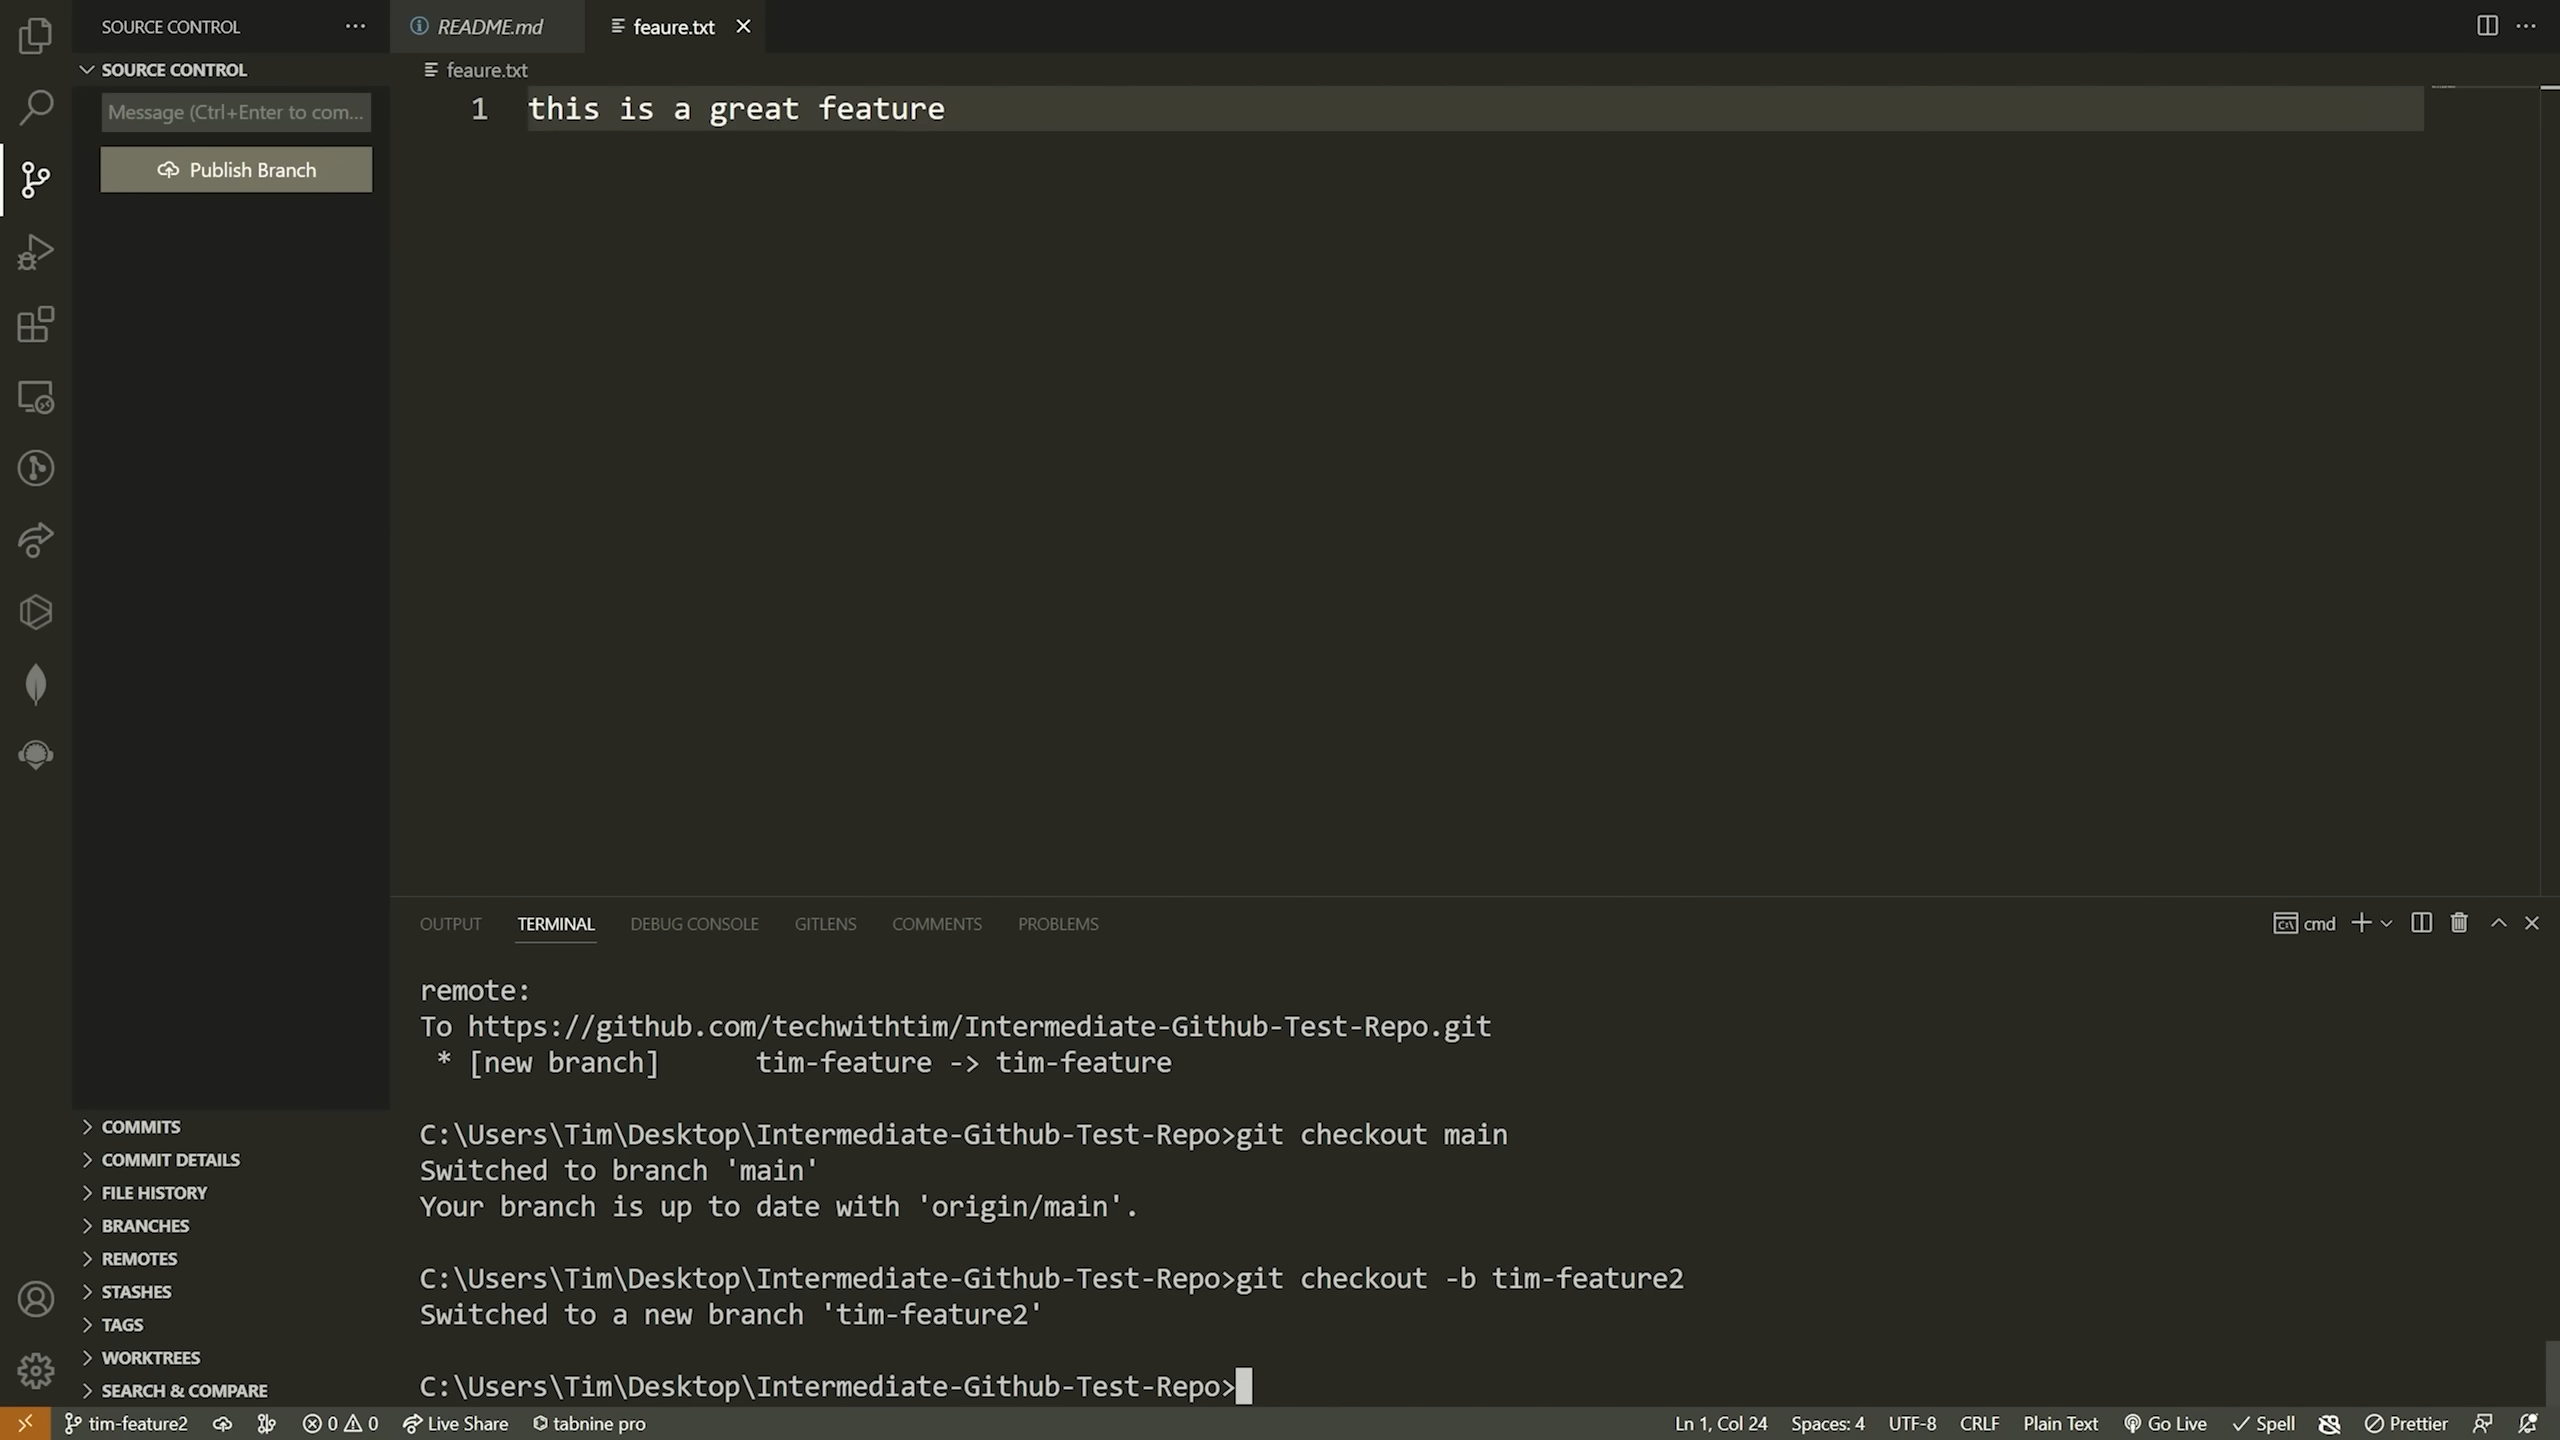 SOURCE CONTROL
README.md
feaure.txt
SOURCE CONTROL
feaure.txt
Message (Ctrl+Enter to com...
1 this is a great feature
Publish Branch
OUTPUT TERMINAL DEBUG CONSOLE GITLENS COMMENTS PROBLEMS
cmd
remote:
To https://github.com/techwithtim/Intermediate-Github-Test-Repo.git
* [new branch]      tim-feature -> tim-feature
C:\Users\Tim\Desktop\Intermediate-Github-Test-Repo>git checkout main
Switched to branch 'main'
Your branch is up to date with 'origin/main'.
C:\Users\Tim\Desktop\Intermediate-Github-Test-Repo>git checkout -b tim-feature2
Switched to a new branch 'tim-feature2'
C:\Users\Tim\Desktop\Intermediate-Github-Test-Repo>
COMMITS
COMMIT DETAILS
FILE HISTORY
BRANCHES
REMOTES
STASHES
TAGS
WORKTREES
SEARCH & COMPARE
tim-feature2 0 0 Live Share tabnine pro
Ln 1, Col 24 Spaces: 4 UTF-8 CRLF Plain Text Go Live Spell Prettier